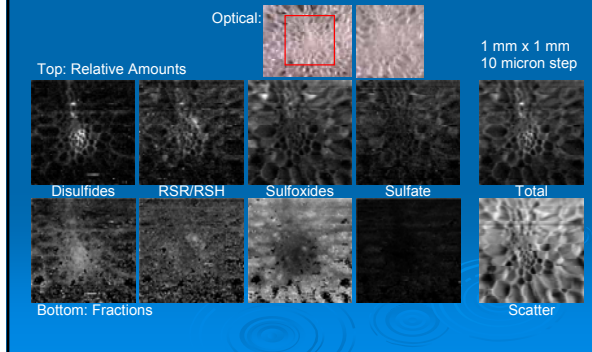 Optical:
1 mm x 1 mm
10 micron step
Top: Relative Amounts
Disulfides RSR/RSH Sulfoxides Sulfate Total
Bottom: Fractions Scatter